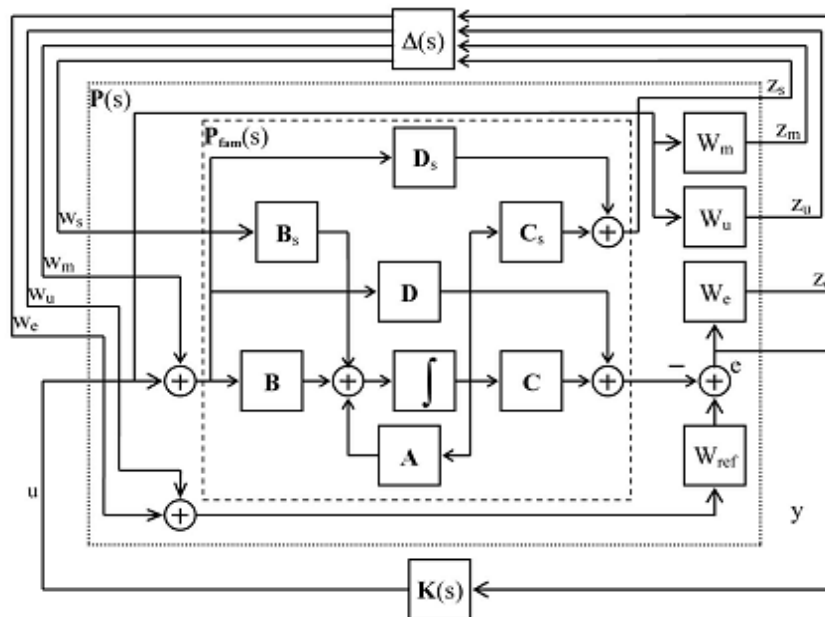 Δ(s)
P(s)
z_s
P_fam(s)
W_m
z_m
D_s
w_s
B_s
C_s
W_u
z_u
w_m
w_u
D
W_e
z_e
w_e
B
∫
C
− e
A
W_ref
u
y
K(s)